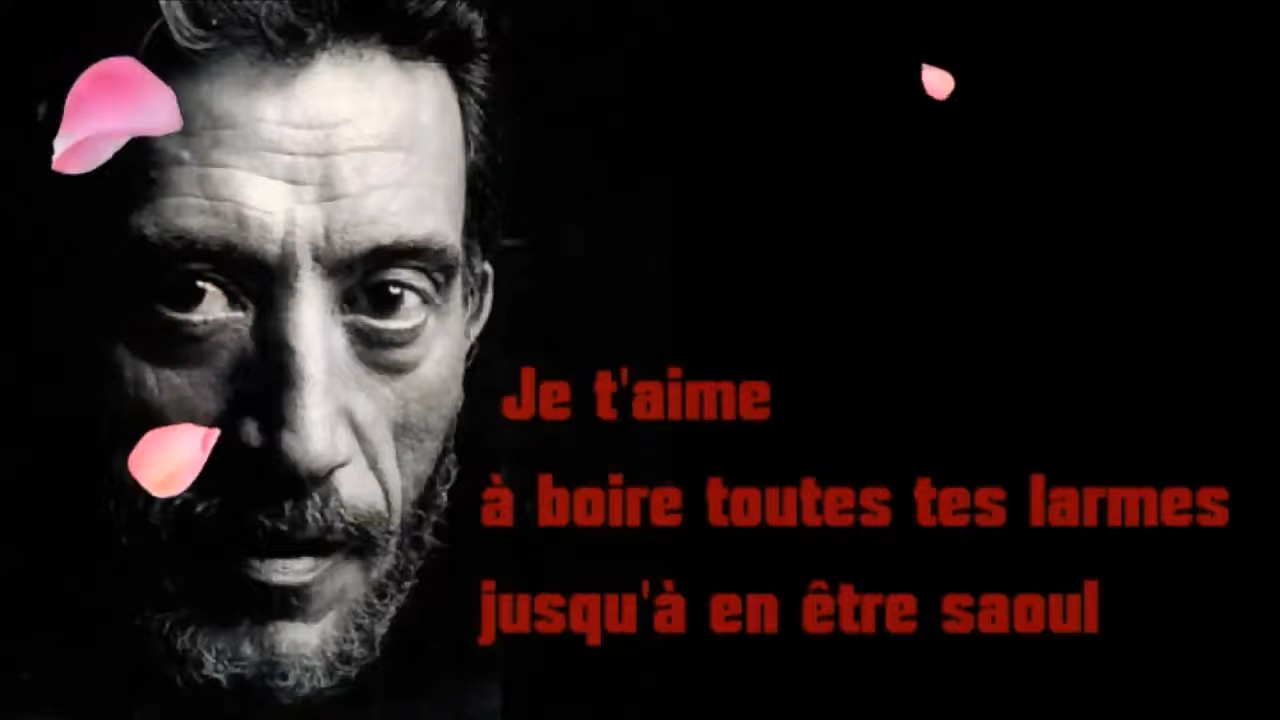 Je t'aime
à boire toutes tes larmes
jusqu'à en être saoul